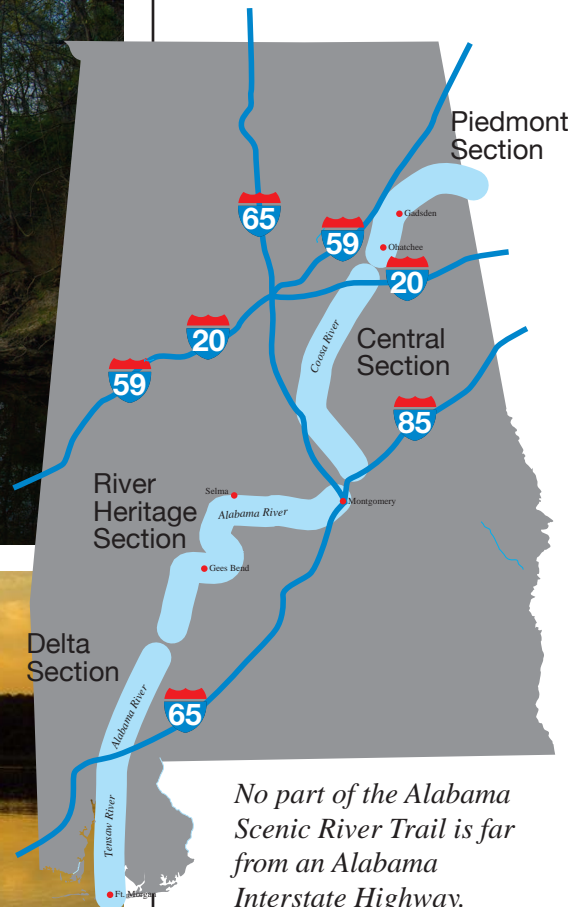 Piedmont
Section
65
Gadsden
59
Ohatchee
20
Coosa River
Central
Section
20
59
85
River
Heritage
Section
Selma
Alabama River
Montgomery
Gees Bend
Delta
Section
Alabama River
65
Tensaw River
Ft. Morgan
No part of the Alabama
Scenic River Trail is far
from an Alabama
Interstate Highway.